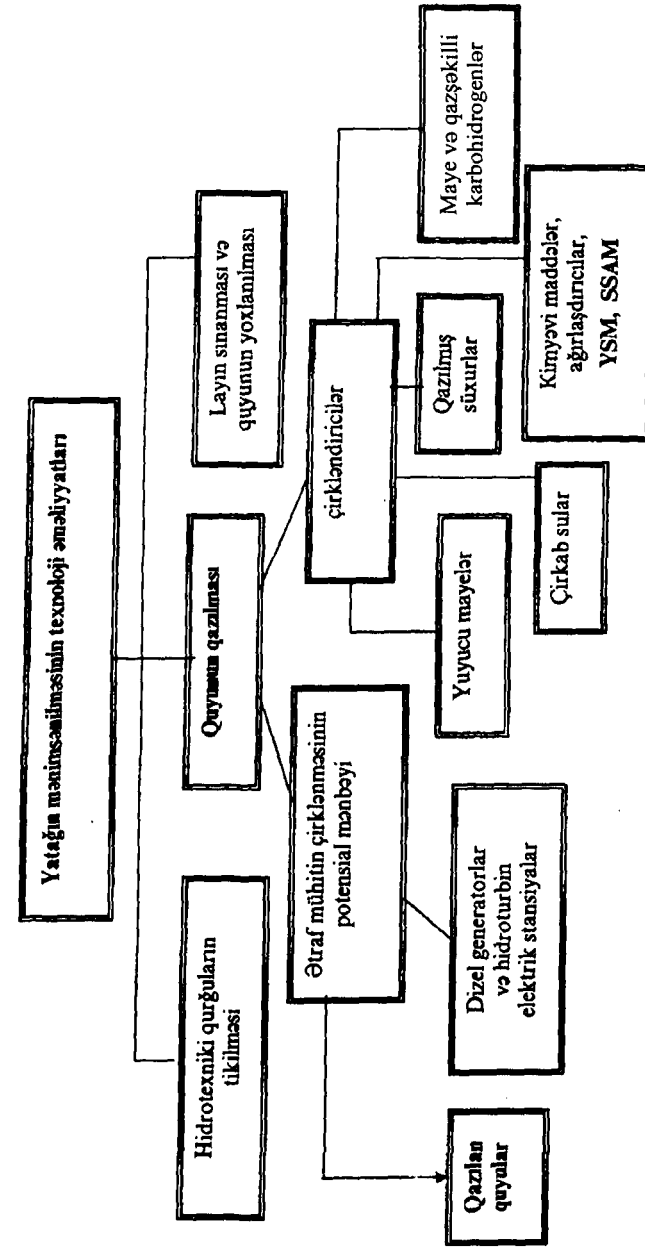 Yatağın mənimsənilməsinin texnoloji əməliyyatları
Hidrotexniki qurğuların
tikilməsi
Quyunun qazılması
Layın sınanması və
quyunun yoxlanılması
Ətraf mühitin çirklənməsinin
potensial mənbəyi
çirkləndiricilər
Qazılan
quyular
Dizel generatorlar
və hidroturbin
elektrik stansiyalar
Yuyucu mayelər
Çirkab sular
Qazılmış
süxurlar
Kimyəvi maddələr,
ağırlaşdırıcılar,
YSM, SSAM
Maye və qazşəkilli
karbohidrogenlər